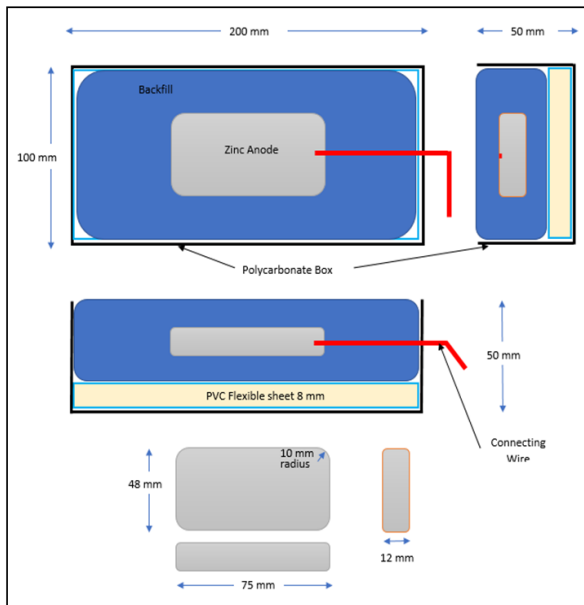 200 mm
50 mm
Backfill
Zinc Anode
100 mm
Polycarbonate Box
50 mm
PVC Flexible sheet 8 mm
Connecting
Wire
10 mm
radius
48 mm
12 mm
75 mm